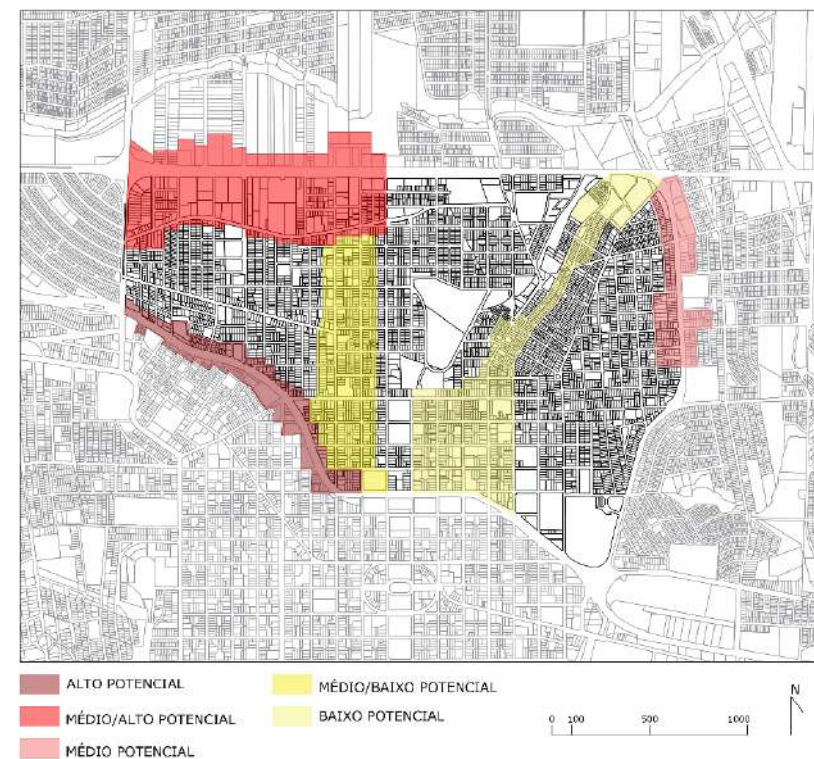 ALTO POTENCIAL
MÉDIO/ALTO POTENCIAL
MÉDIO POTENCIAL
MÉDIO/BAIXO POTENCIAL
BAIXO POTENCIAL
0 100 500 1000
N